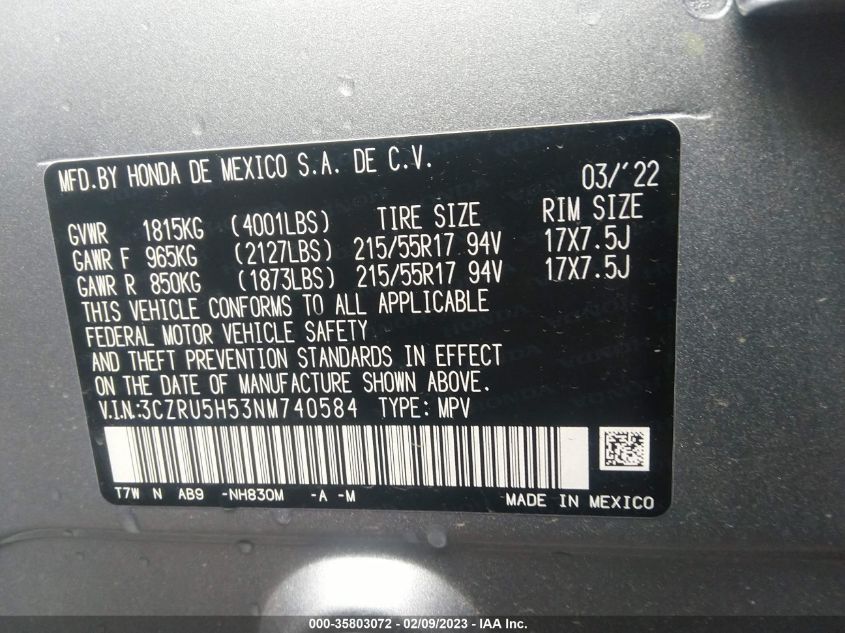 MFD.BY HONDA DE MEXICO S.A. DE C.V. 03/'22
GVWR 1815KG (4001LBS) TIRE SIZE RIM SIZE
GAWR F 965KG (2127LBS) 215/55R17 94V 17X7.5J
GAWR R 850KG (1873LBS) 215/55R17 94V 17X7.5J
THIS VEHICLE CONFORMS TO ALL APPLICABLE
FEDERAL MOTOR VEHICLE SAFETY
AND THEFT PREVENTION STANDARDS IN EFFECT
ON THE DATE OF MANUFACTURE SHOWN ABOVE.
V.I.N:3CZRU5H53NM740584 TYPE: MPV
T7W N AB9 -NH830M -A -M MADE IN MEXICO
000-35803072 - 02/09/2023 - IAA Inc.